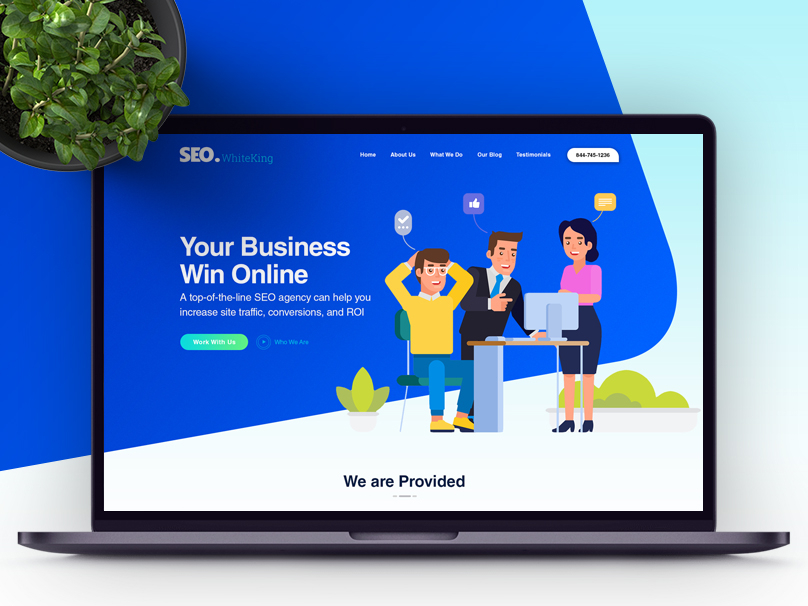 SEO.WhiteKing
Home About Us What We Do Our Blog Testimonials 844-745-1236
Your Business
Win Online
A top-of-the-line SEO agency can help you
increase site traffic, conversions, and ROI
Work With Us Who We Are
We are Provided